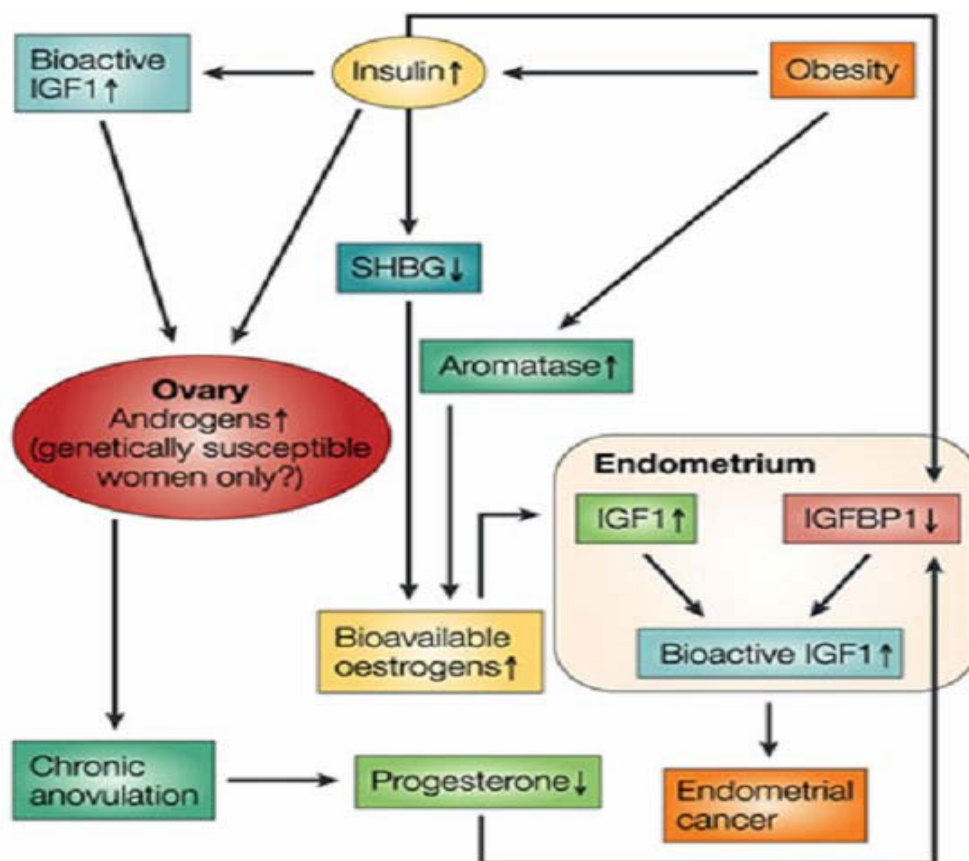 Bioactive
IGF1↑
Insulin↑
Obesity
SHBG↓
Aromatase↑
Ovary
Androgens↑
(genetically susceptible
women only?)
Endometrium
IGF1↑
IGFBP1↓
Bioactive IGF1↑
Bioavailable
oestrogens↑
Chronic
anovulation
Progesterone↓
Endometrial
cancer